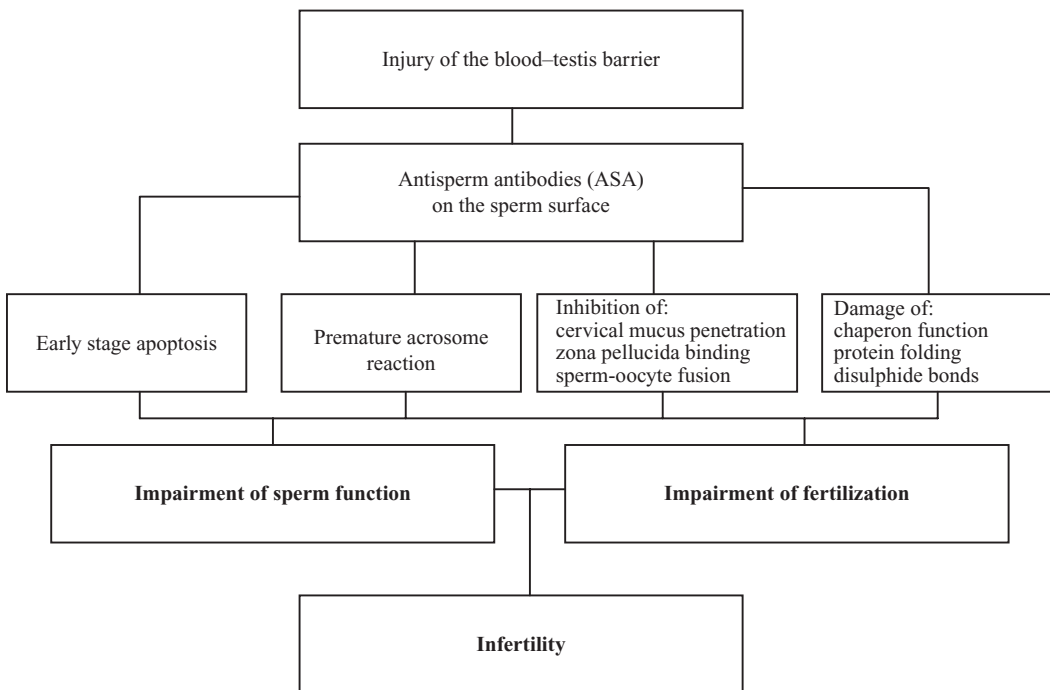 Injury of the blood–testis barrier
Antisperm antibodies (ASA)
on the sperm surface
Early stage apoptosis
Premature acrosome
reaction
Inhibition of:
cervical mucus penetration
zona pellucida binding
sperm-oocyte fusion
Damage of:
chaperon function
protein folding
disulphide bonds
Impairment of sperm function
Impairment of fertilization
Infertility